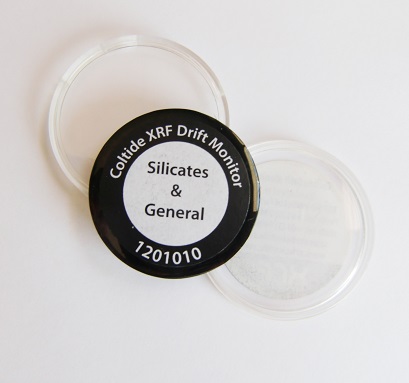 Coltide XRF Drift Monitor
Silicates
&
General
1201010